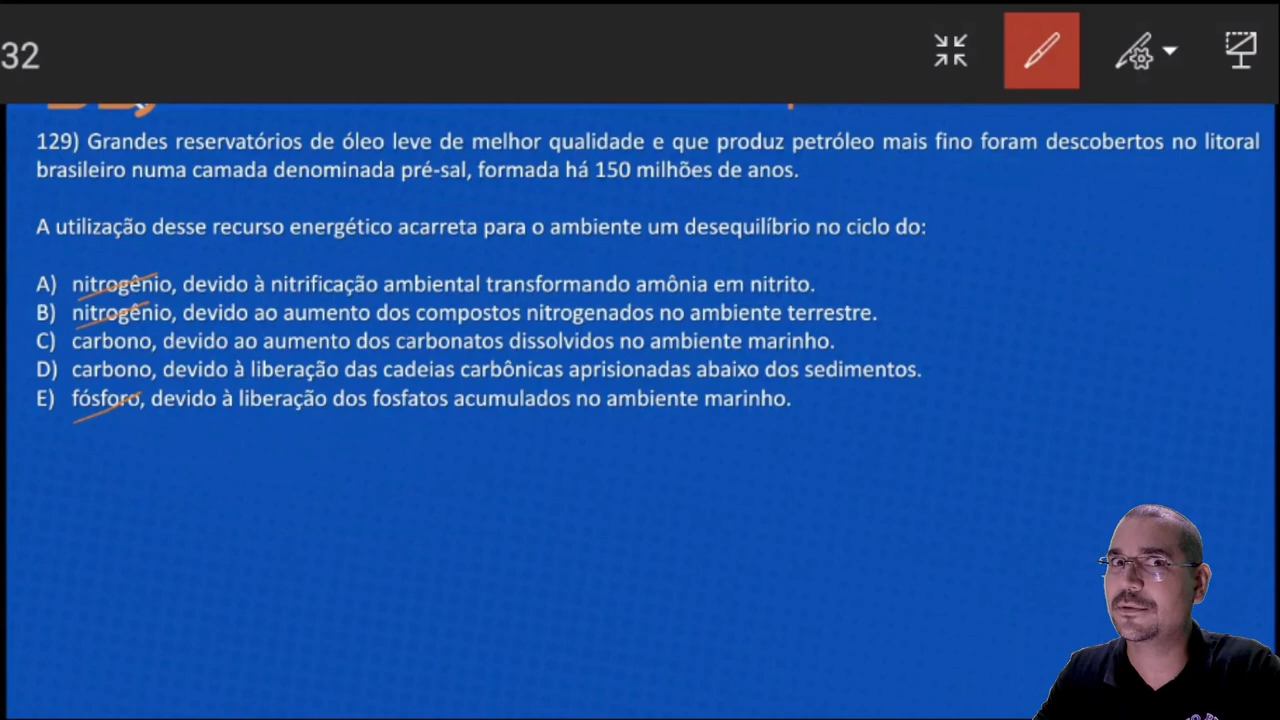 32
129) Grandes reservatórios de óleo leve de melhor qualidade e que produz petróleo mais fino foram descobertos no litoral
brasileiro numa camada denominada pré-sal, formada há 150 milhões de anos.
A utilização desse recurso energético acarreta para o ambiente um desequilíbrio no ciclo do:
A) nitrogênio, devido à nitrificação ambiental transformando amônia em nitrito.
B) nitrogênio, devido ao aumento dos compostos nitrogenados no ambiente terrestre.
C) carbono, devido ao aumento dos carbonatos dissolvidos no ambiente marinho.
D) carbono, devido à liberação das cadeias carbônicas aprisionadas abaixo dos sedimentos.
E) fósforo, devido à liberação dos fosfatos acumulados no ambiente marinho.